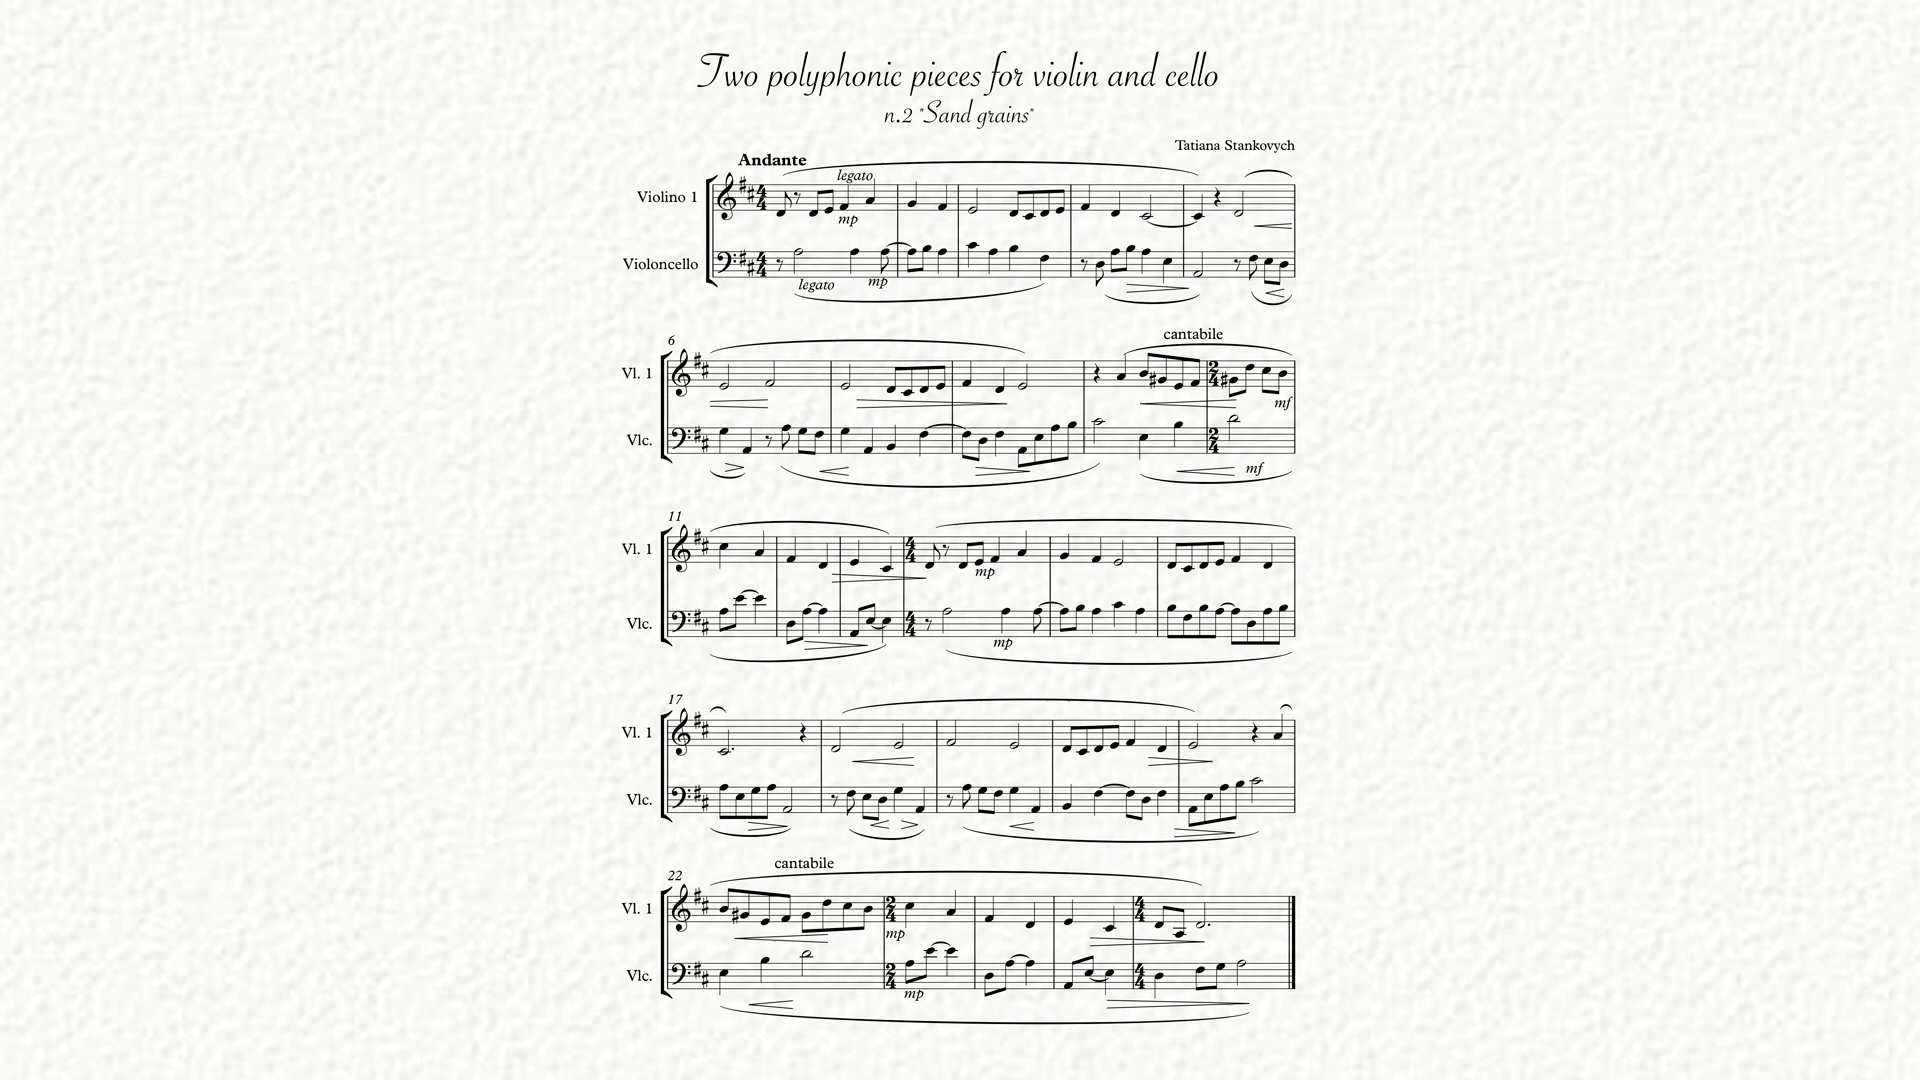 Two polyphonic pieces for violin and cello
n.2 "Sand grains"
Tatiana Stankovych
Andante
legato
Violino 1
mp
Violoncello
legato
mp
6
cantabile
Vl. 1
mf
Vlc.
mf
11
Vl. 1
mp
Vlc.
mp
17
Vl. 1
Vlc.
cantabile
22
Vl. 1
mp
Vlc.
mp